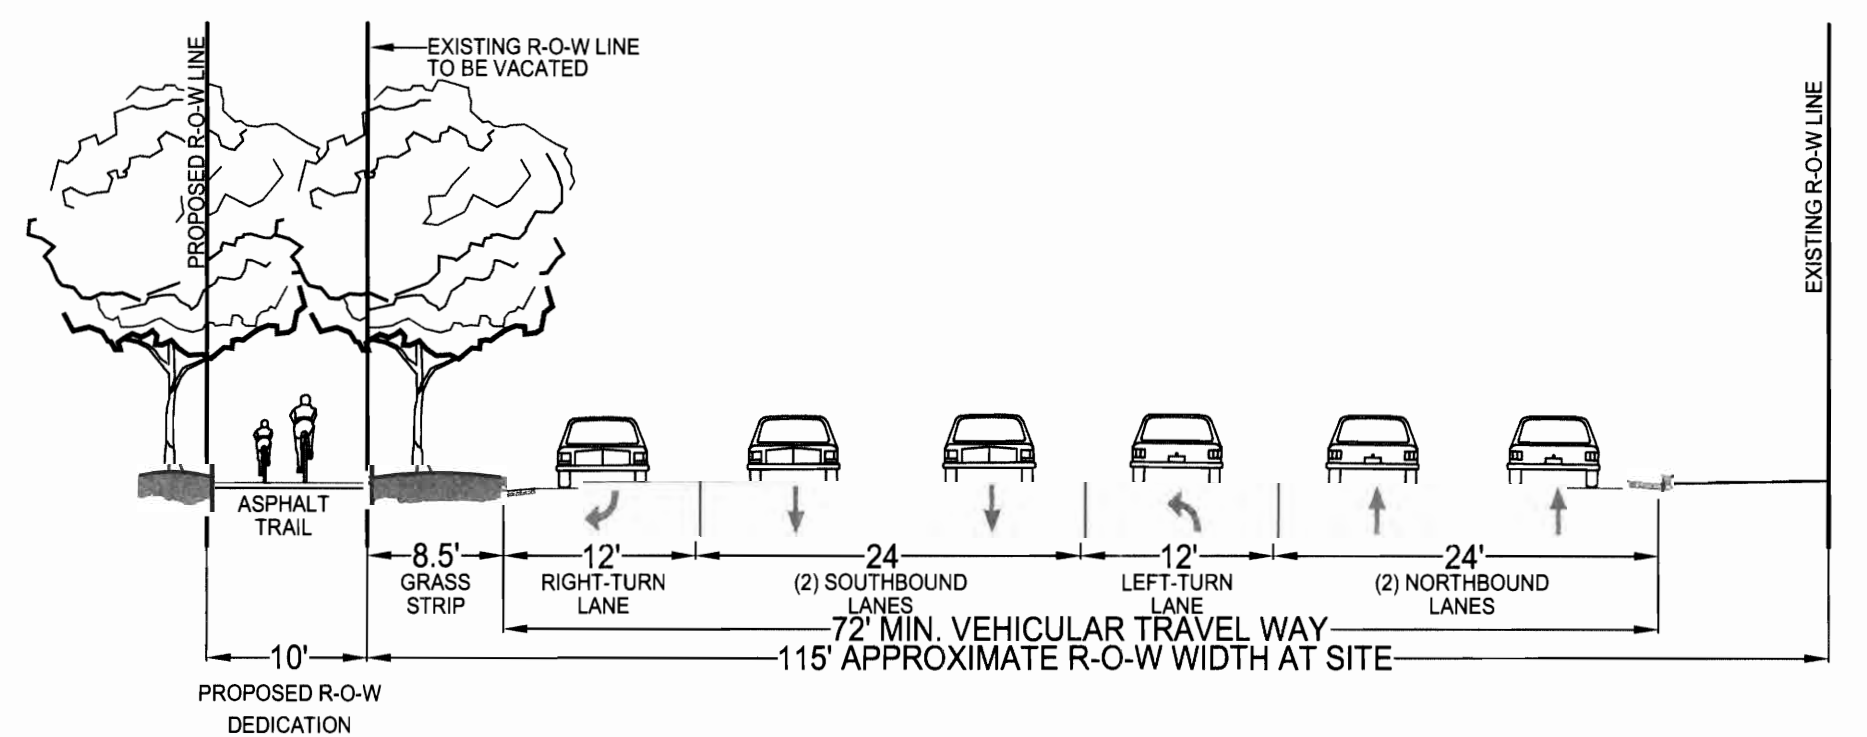 PROPOSED R-O-W LINE
EXISTING R-O-W LINE
TO BE VACATED
EXISTING R-O-W LINE
ASPHALT
TRAIL
8.5'
GRASS
STRIP
12'
RIGHT-TURN
LANE
24
(2) SOUTHBOUND
LANES
12'
LEFT-TURN
LANE
24'
(2) NORTHBOUND
LANES
72' MIN. VEHICULAR TRAVEL WAY
10'
115' APPROXIMATE R-O-W WIDTH AT SITE
PROPOSED R-O-W
DEDICATION